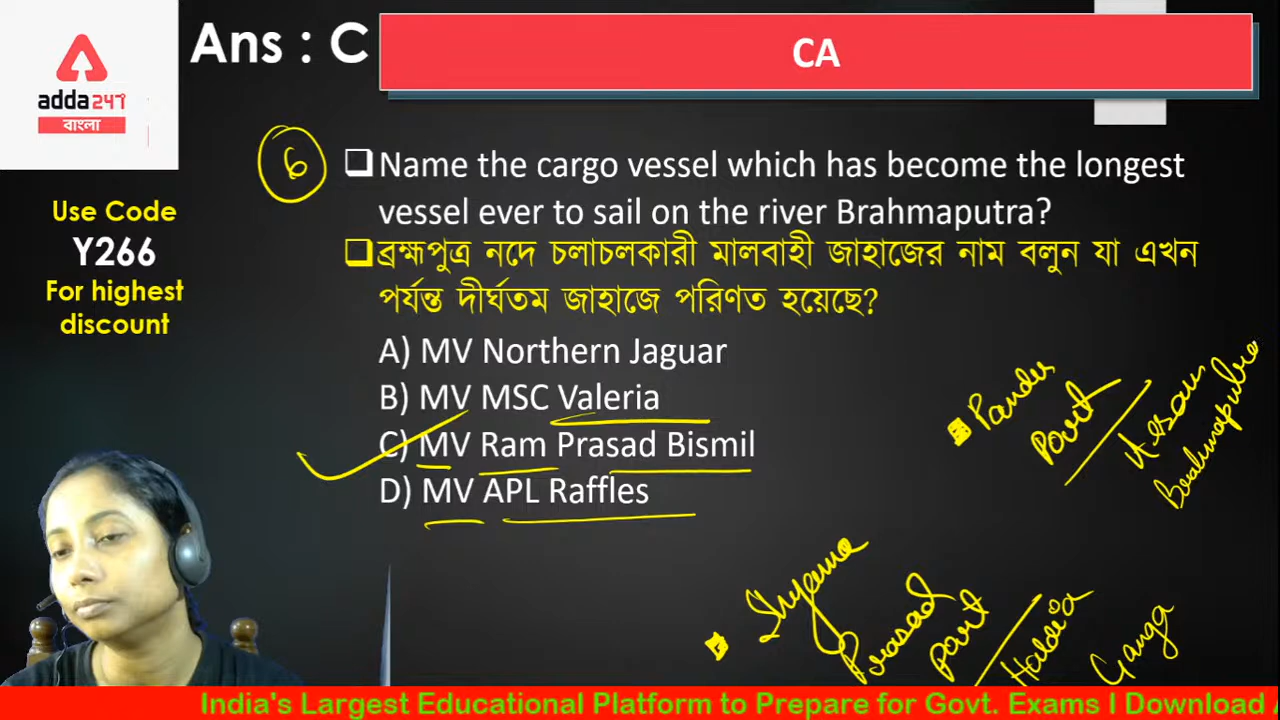 Ans : C
CA
adda247
বাংলা
Use Code
Y266
For highest
discount
6
Name the cargo vessel which has become the longest
vessel ever to sail on the river Brahmaputra?
ব্রহ্মপুত্র নদে চলাচলকারী মালবাহী জাহাজের নাম বলুন যা এখন
পর্যন্ত দীর্ঘতম জাহাজে পরিণত হয়েছে?
A) MV Northern Jaguar
B) MV MSC Valeria
C) MV Ram Prasad Bismil
D) MV APL Raffles
Pandu
Port
Brahmaputra
Shyama
Prasad
Port
Haldia
Ganga
India's Largest Educational Platform to Prepare for Govt. Exams I Download